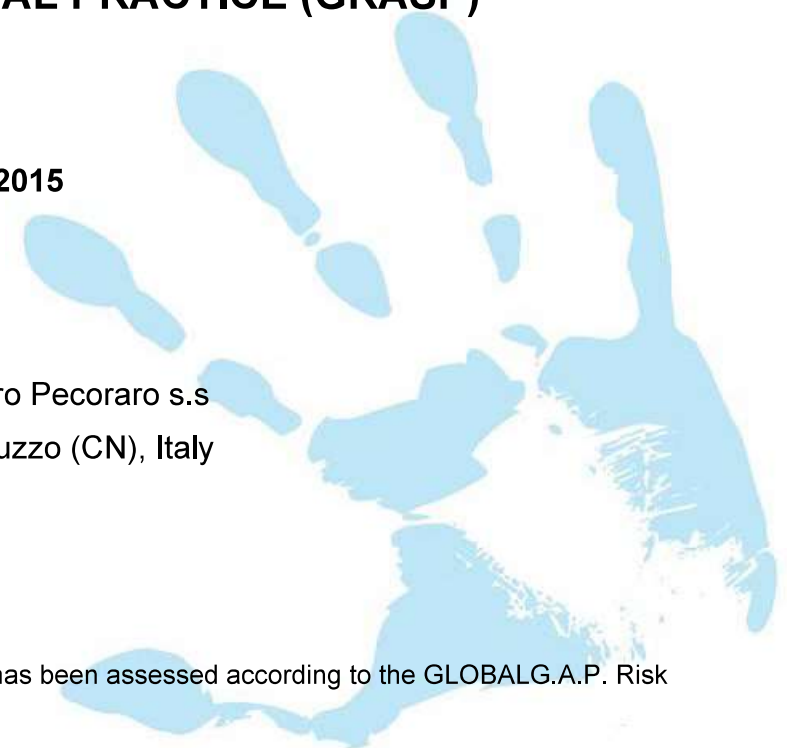 AL PRACTICE (GRASP)
2015
ro Pecoraro s.s
uzzo (CN), Italy
has been assessed according to the GLOBALG.A.P. Risk